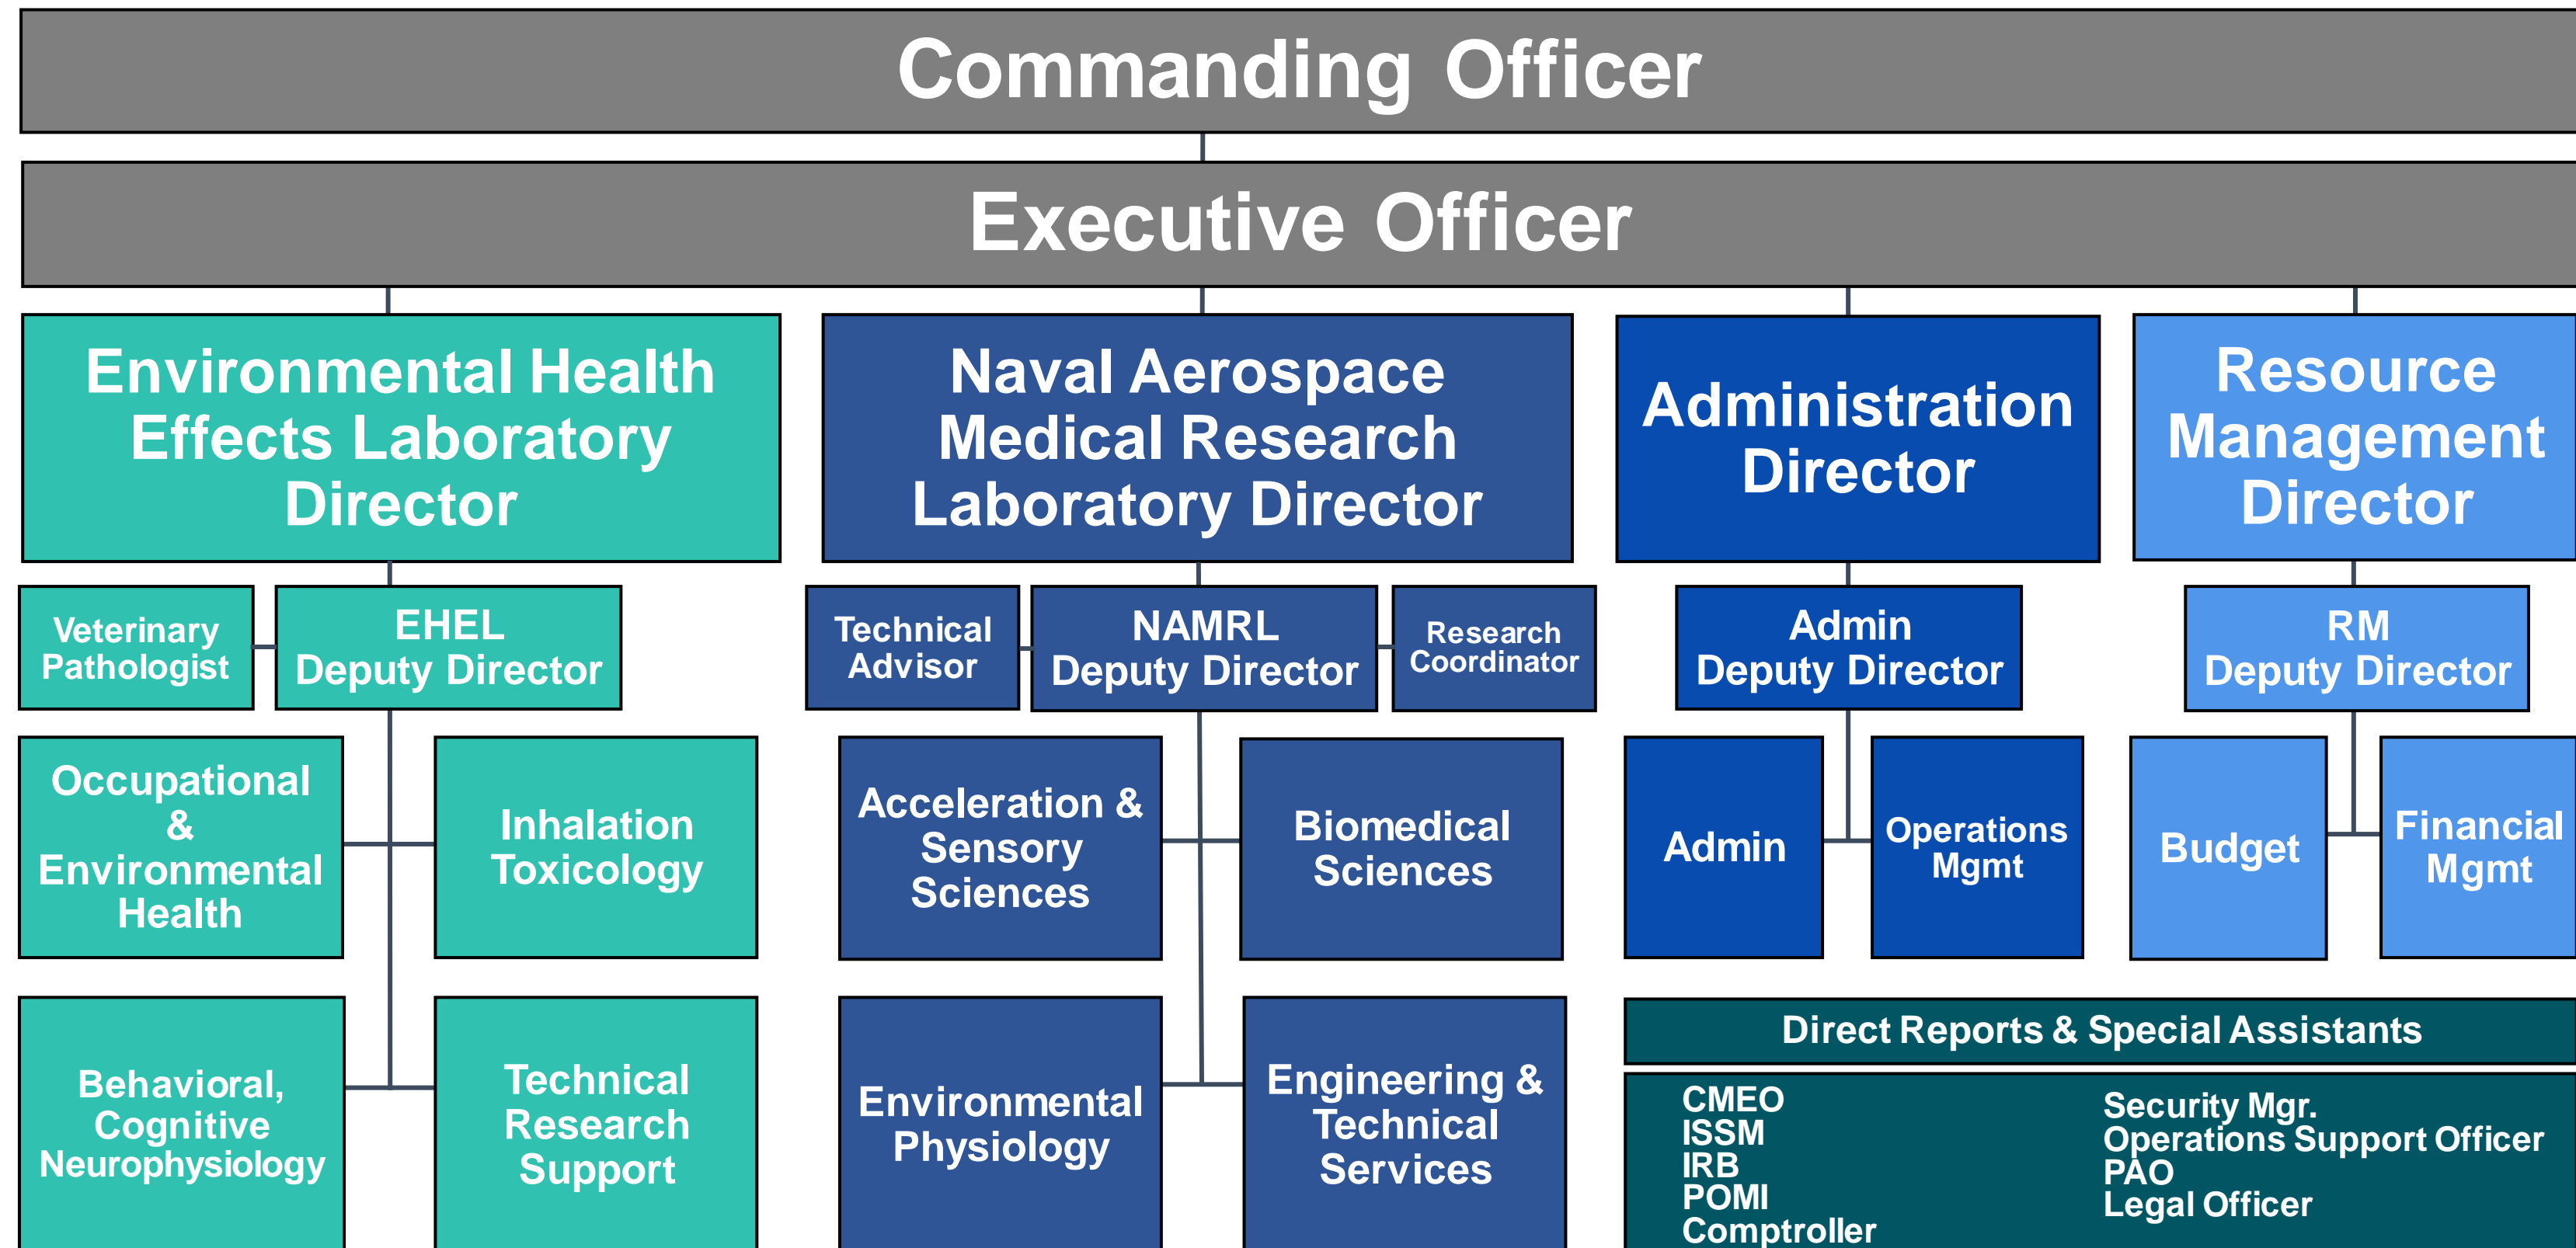 Commanding Officer
Executive Officer
Environmental Health
Effects Laboratory
Director
Naval Aerospace
Medical Research
Laboratory Director
Administration
Director
Resource
Management
Director
Veterinary
Pathologist
EHEL
Deputy Director
Technical
Advisor
NAMRL
Deputy Director
Research
Coordinator
Admin
Deputy Director
RM
Deputy Director
Occupational
&
Environmental
Health
Inhalation
Toxicology
Acceleration &
Sensory
Sciences
Biomedical
Sciences
Admin
Operations
Mgmt
Budget
Financial
Mgmt
Behavioral,
Cognitive
Neurophysiology
Technical
Research
Support
Environmental
Physiology
Engineering &
Technical
Services
Direct Reports & Special Assistants
CMEO
ISSM
IRB
POMI
Comptroller
Security Mgr.
Operations Support Officer
PAO
Legal Officer